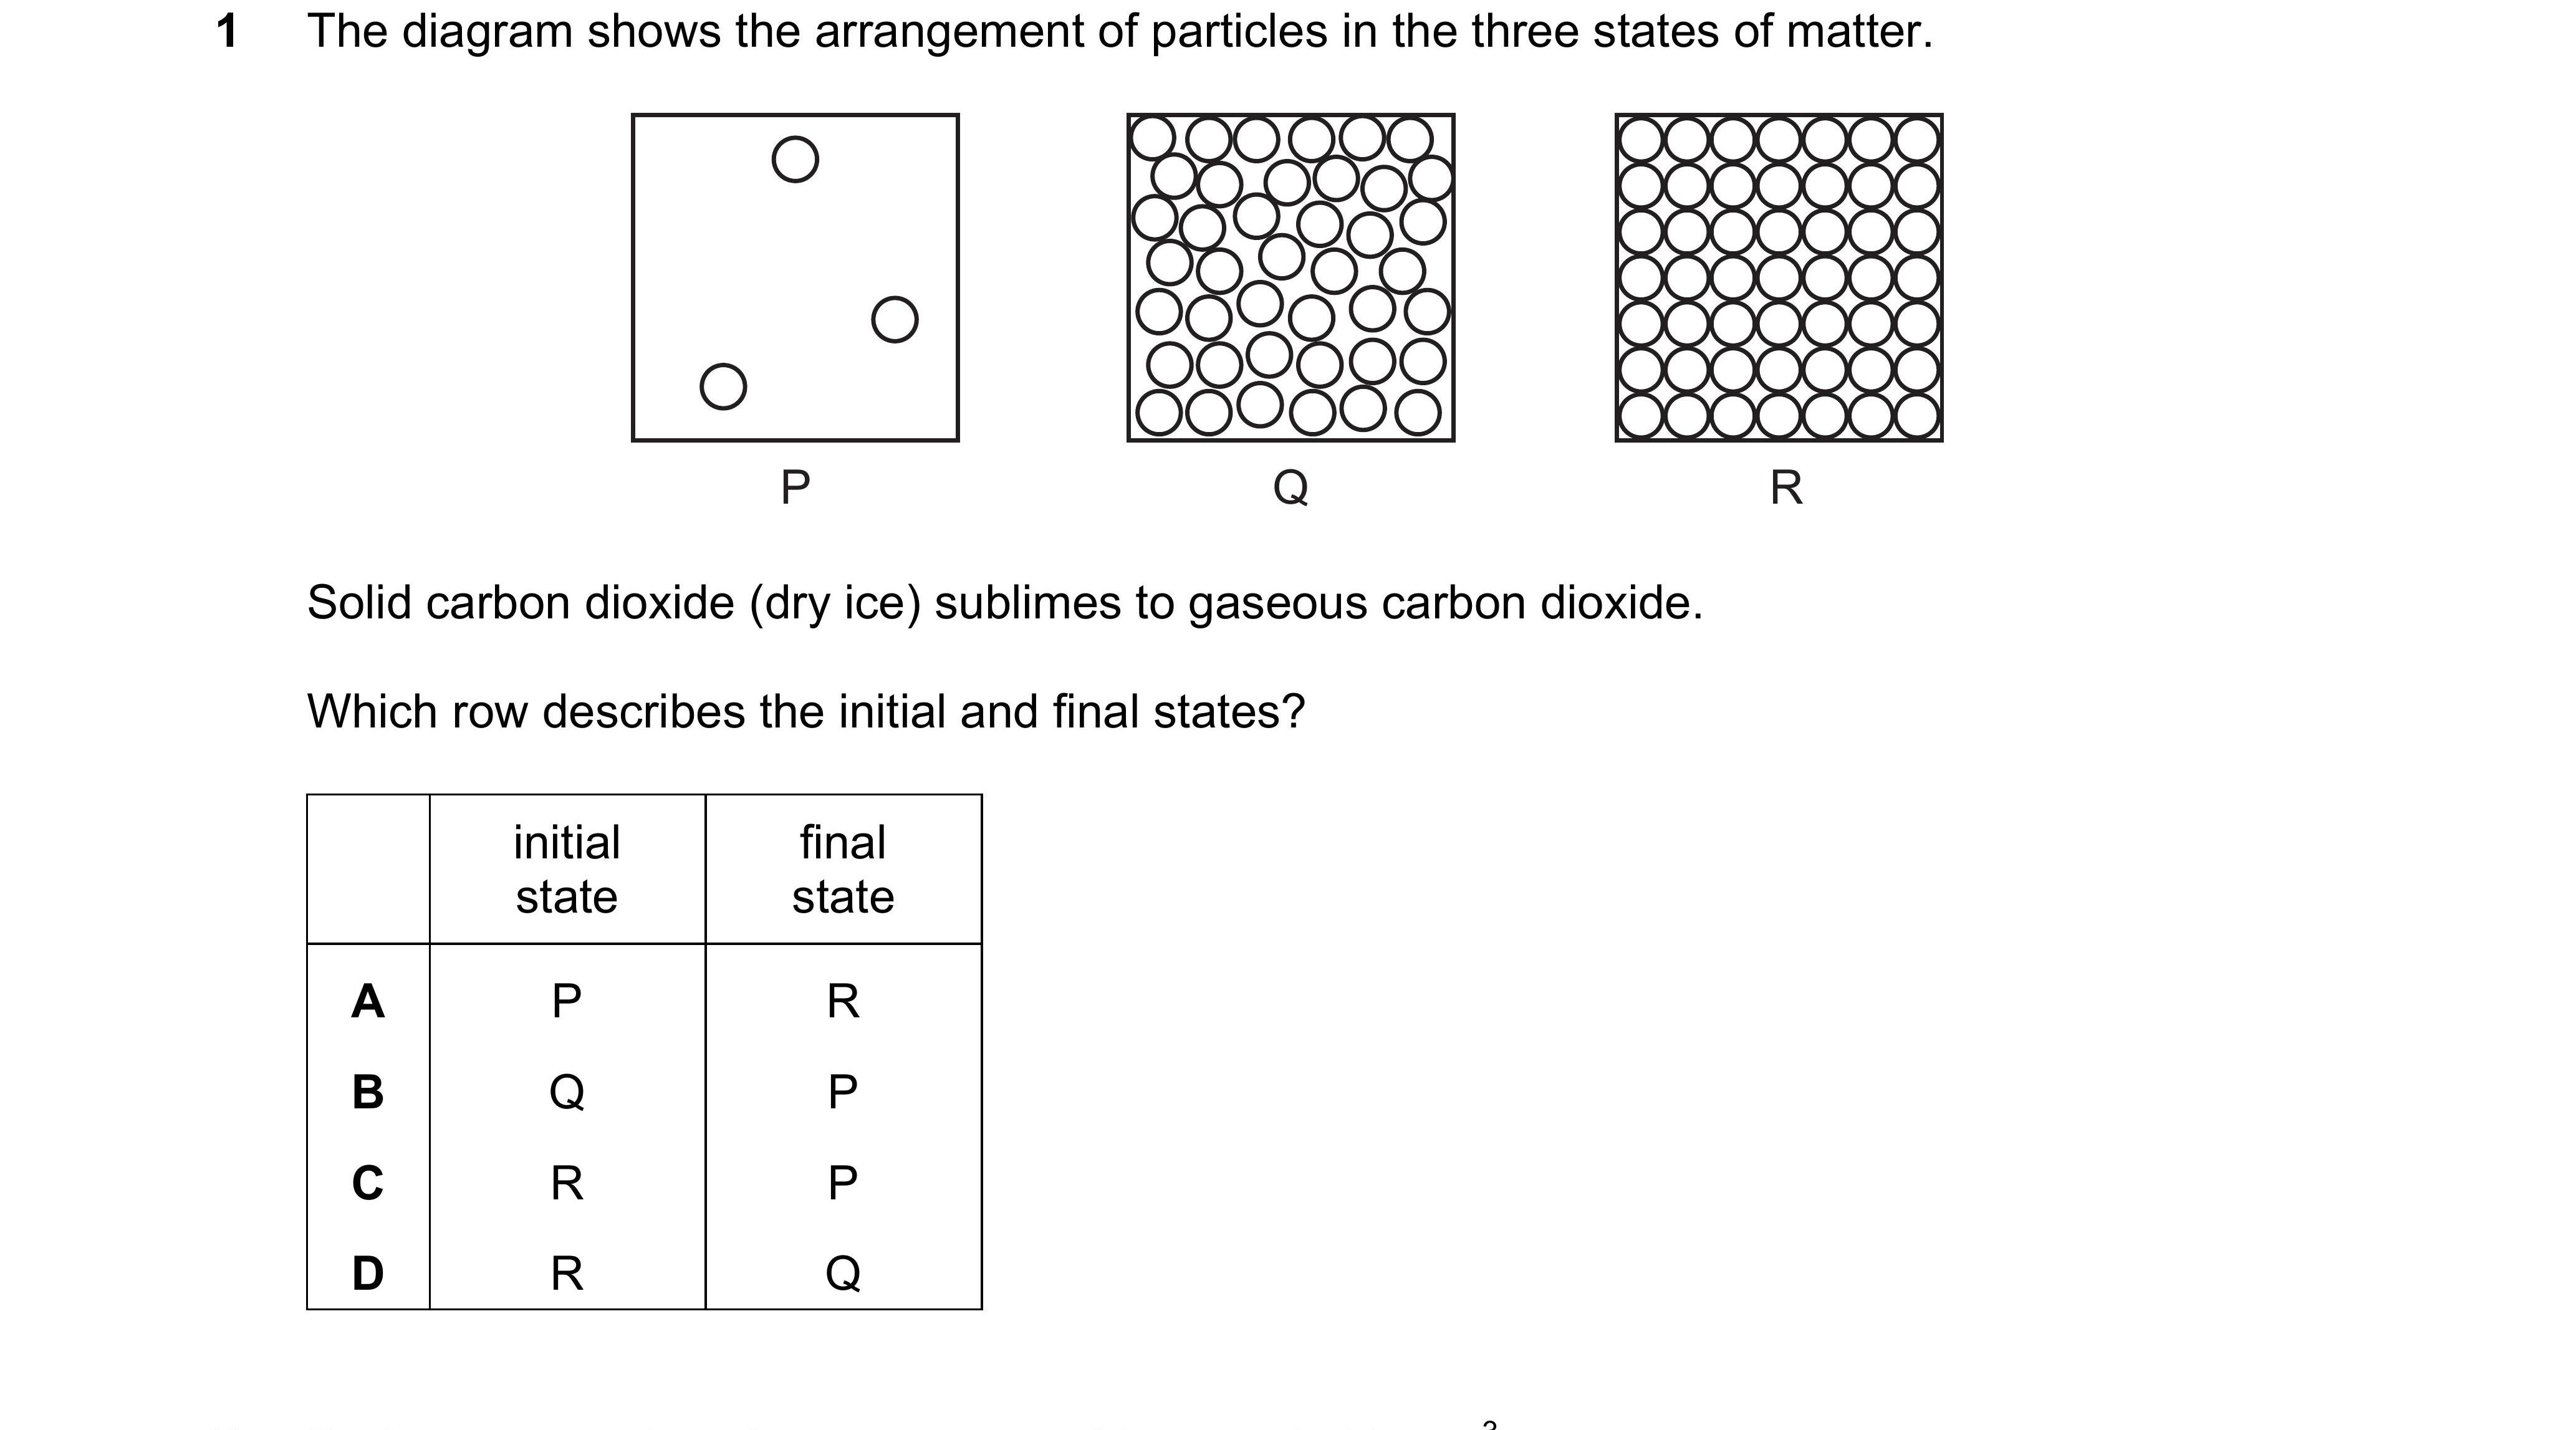 1 The diagram shows the arrangement of particles in the three states of matter.
P Q R
Solid carbon dioxide (dry ice) sublimes to gaseous carbon dioxide.
Which row describes the initial and final states?
initial state final state
A P R
B Q P
C R P
D R Q